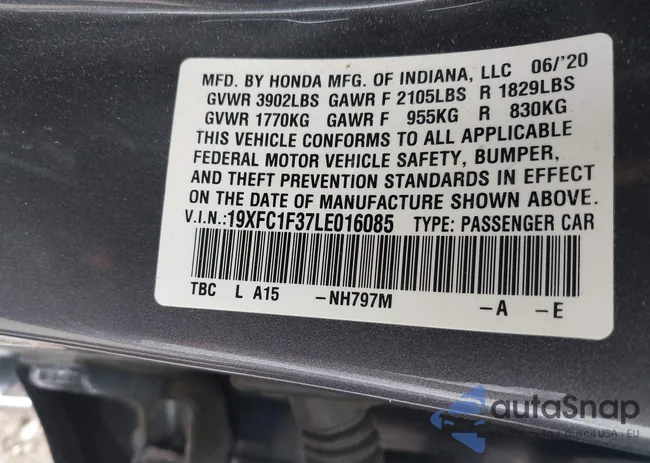 MFD. BY HONDA MFG. OF INDIANA, LLC 06/'20
GVWR 3902LBS GAWR F 2105LBS R 1829LBS
GVWR 1770KG GAWR F 955KG R 830KG
THIS VEHICLE CONFORMS TO ALL APPLICABLE
FEDERAL MOTOR VEHICLE SAFETY, BUMPER,
AND THEFT PREVENTION STANDARDS IN EFFECT
ON THE DATE OF MANUFACTURE SHOWN ABOVE.
V.I.N.:19XFC1F37LE016085 TYPE: PASSENGER CAR
TBC L A15 -NH797M -A -E
autoSnap
USA | EU